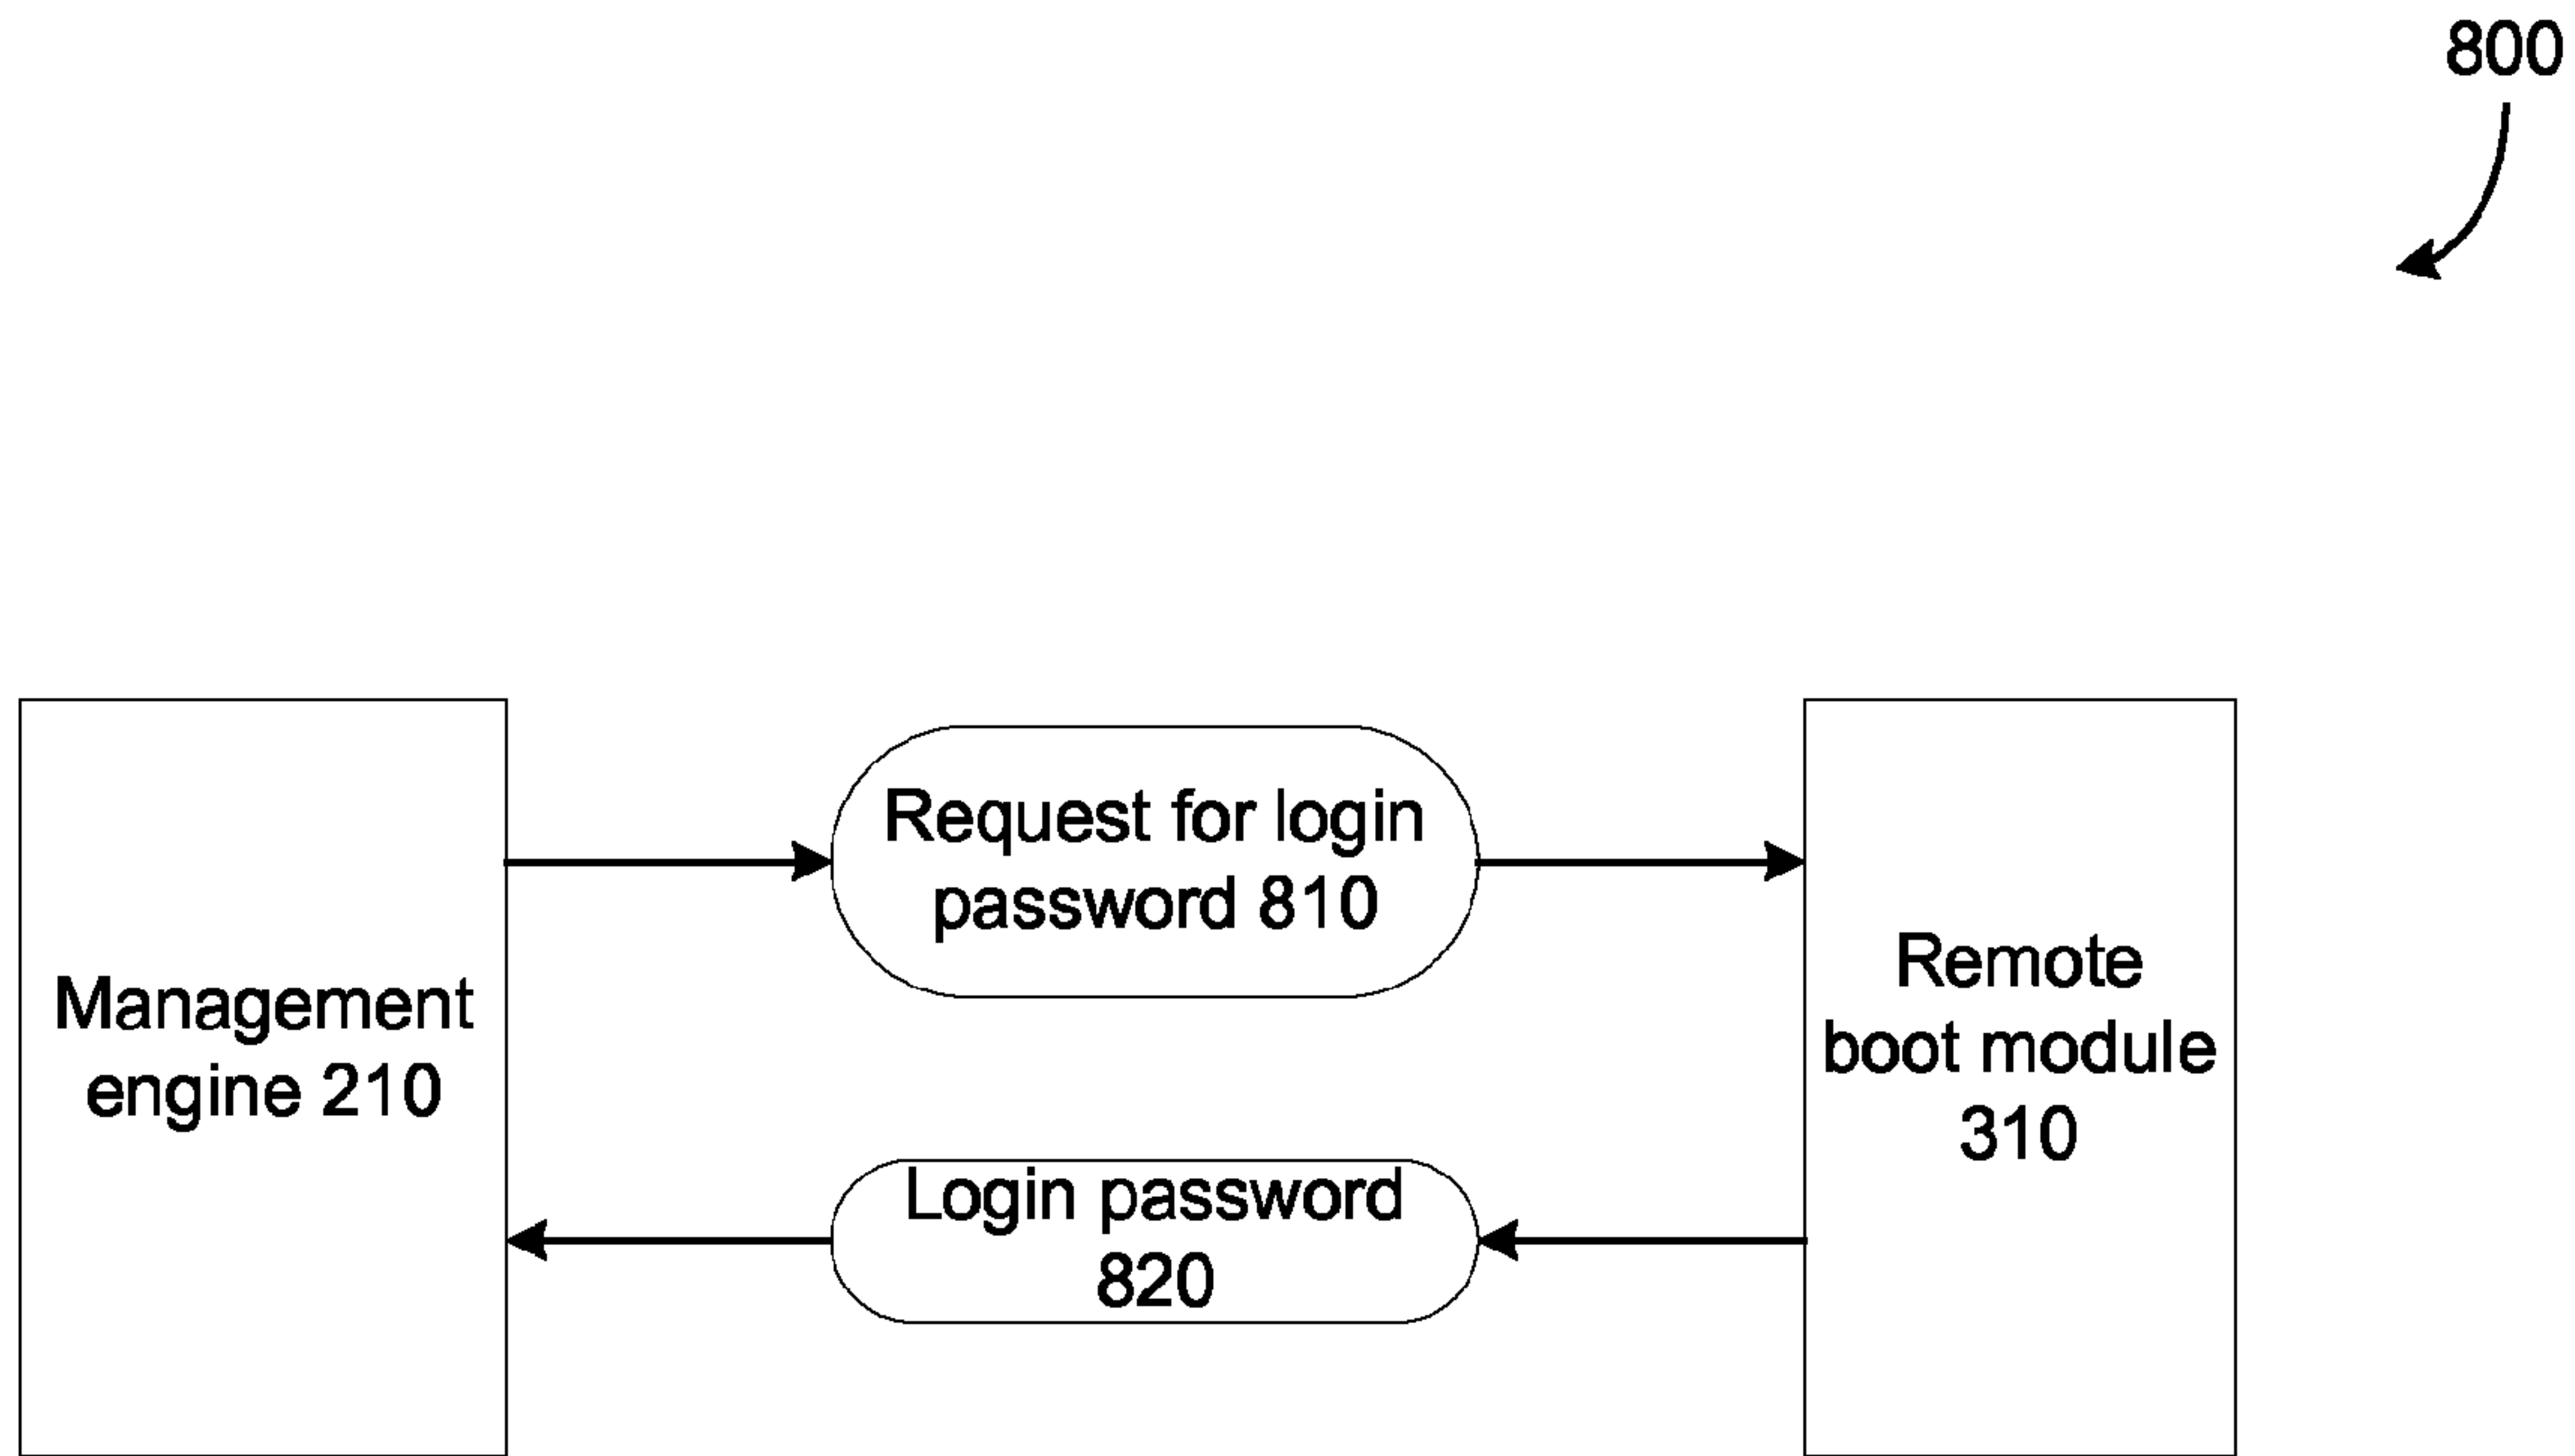 800
Management
engine 210
Request for login
password 810
Login password
820
Remote
boot module
310